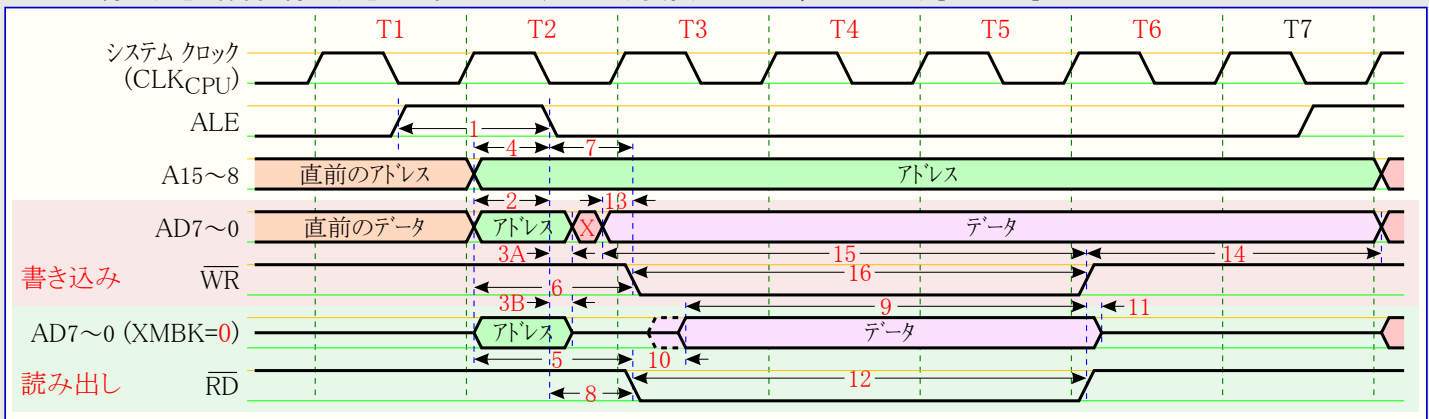 T1 T2 T3 T4 T5 T6 T7
システム クロック
(CLKCPU)
ALE
1
4 7
A15～8 直前のアドレス アドレス
2 13
AD7～0 直前のデータ アドレス X データ
3A 15 14
書き込み WR 16
6
3B 9 11
AD7～0 (XMBK=0) アドレス データ
5 10
読み出し RD 12
8